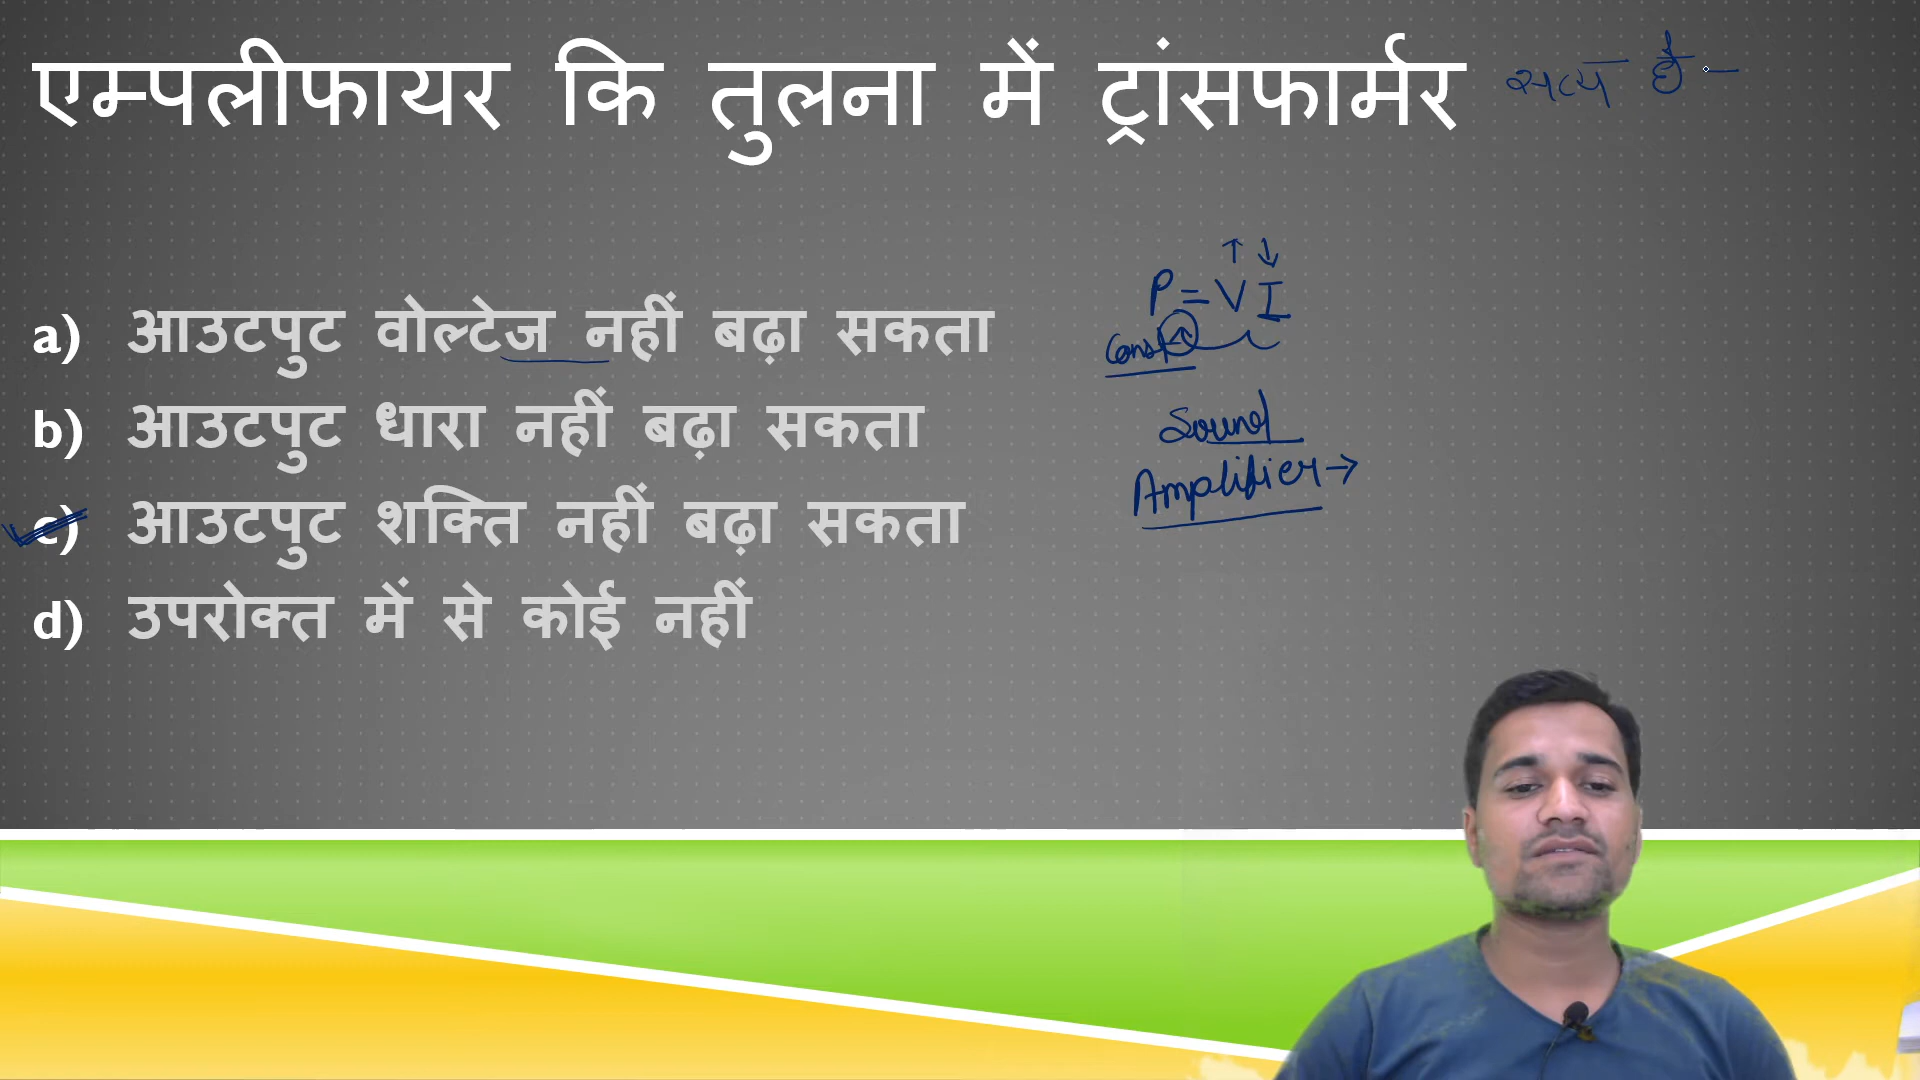 एम्पलीफायर कि तुलना में ट्रांसफार्मर सत्य है -
a) आउटपुट वोल्टेज नहीं बढ़ा सकता
b) आउटपुट धारा नहीं बढ़ा सकता
c) आउटपुट शक्ति नहीं बढ़ा सकता
d) उपरोक्त में से कोई नहीं
↑ ↓
P = V I
Const
Sound
Amplifier →